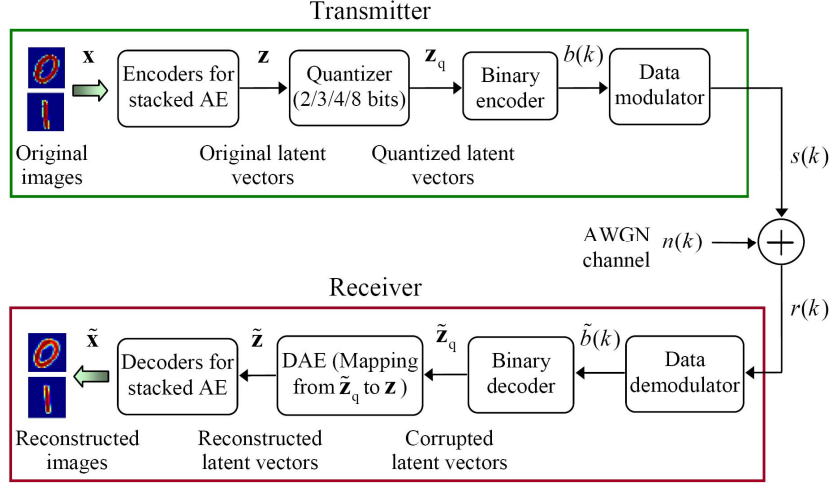 Transmitter
x
Encoders for
stacked AE
z
Quantizer
(2/3/4/8 bits)
z_q
Binary
encoder
b(k)
Data
modulator
Original
images
Original latent
vectors
Quantized latent
vectors
s(k)
AWGN
channel
n(k)
+
r(k)
Receiver
x̃
Decoders for
stacked AE
z̃
DAE (Mapping
from z̃_q to z )
z̃_q
Binary
decoder
b̃(k)
Data
demodulator
Reconstructed
images
Reconstructed
latent vectors
Corrupted
latent vectors